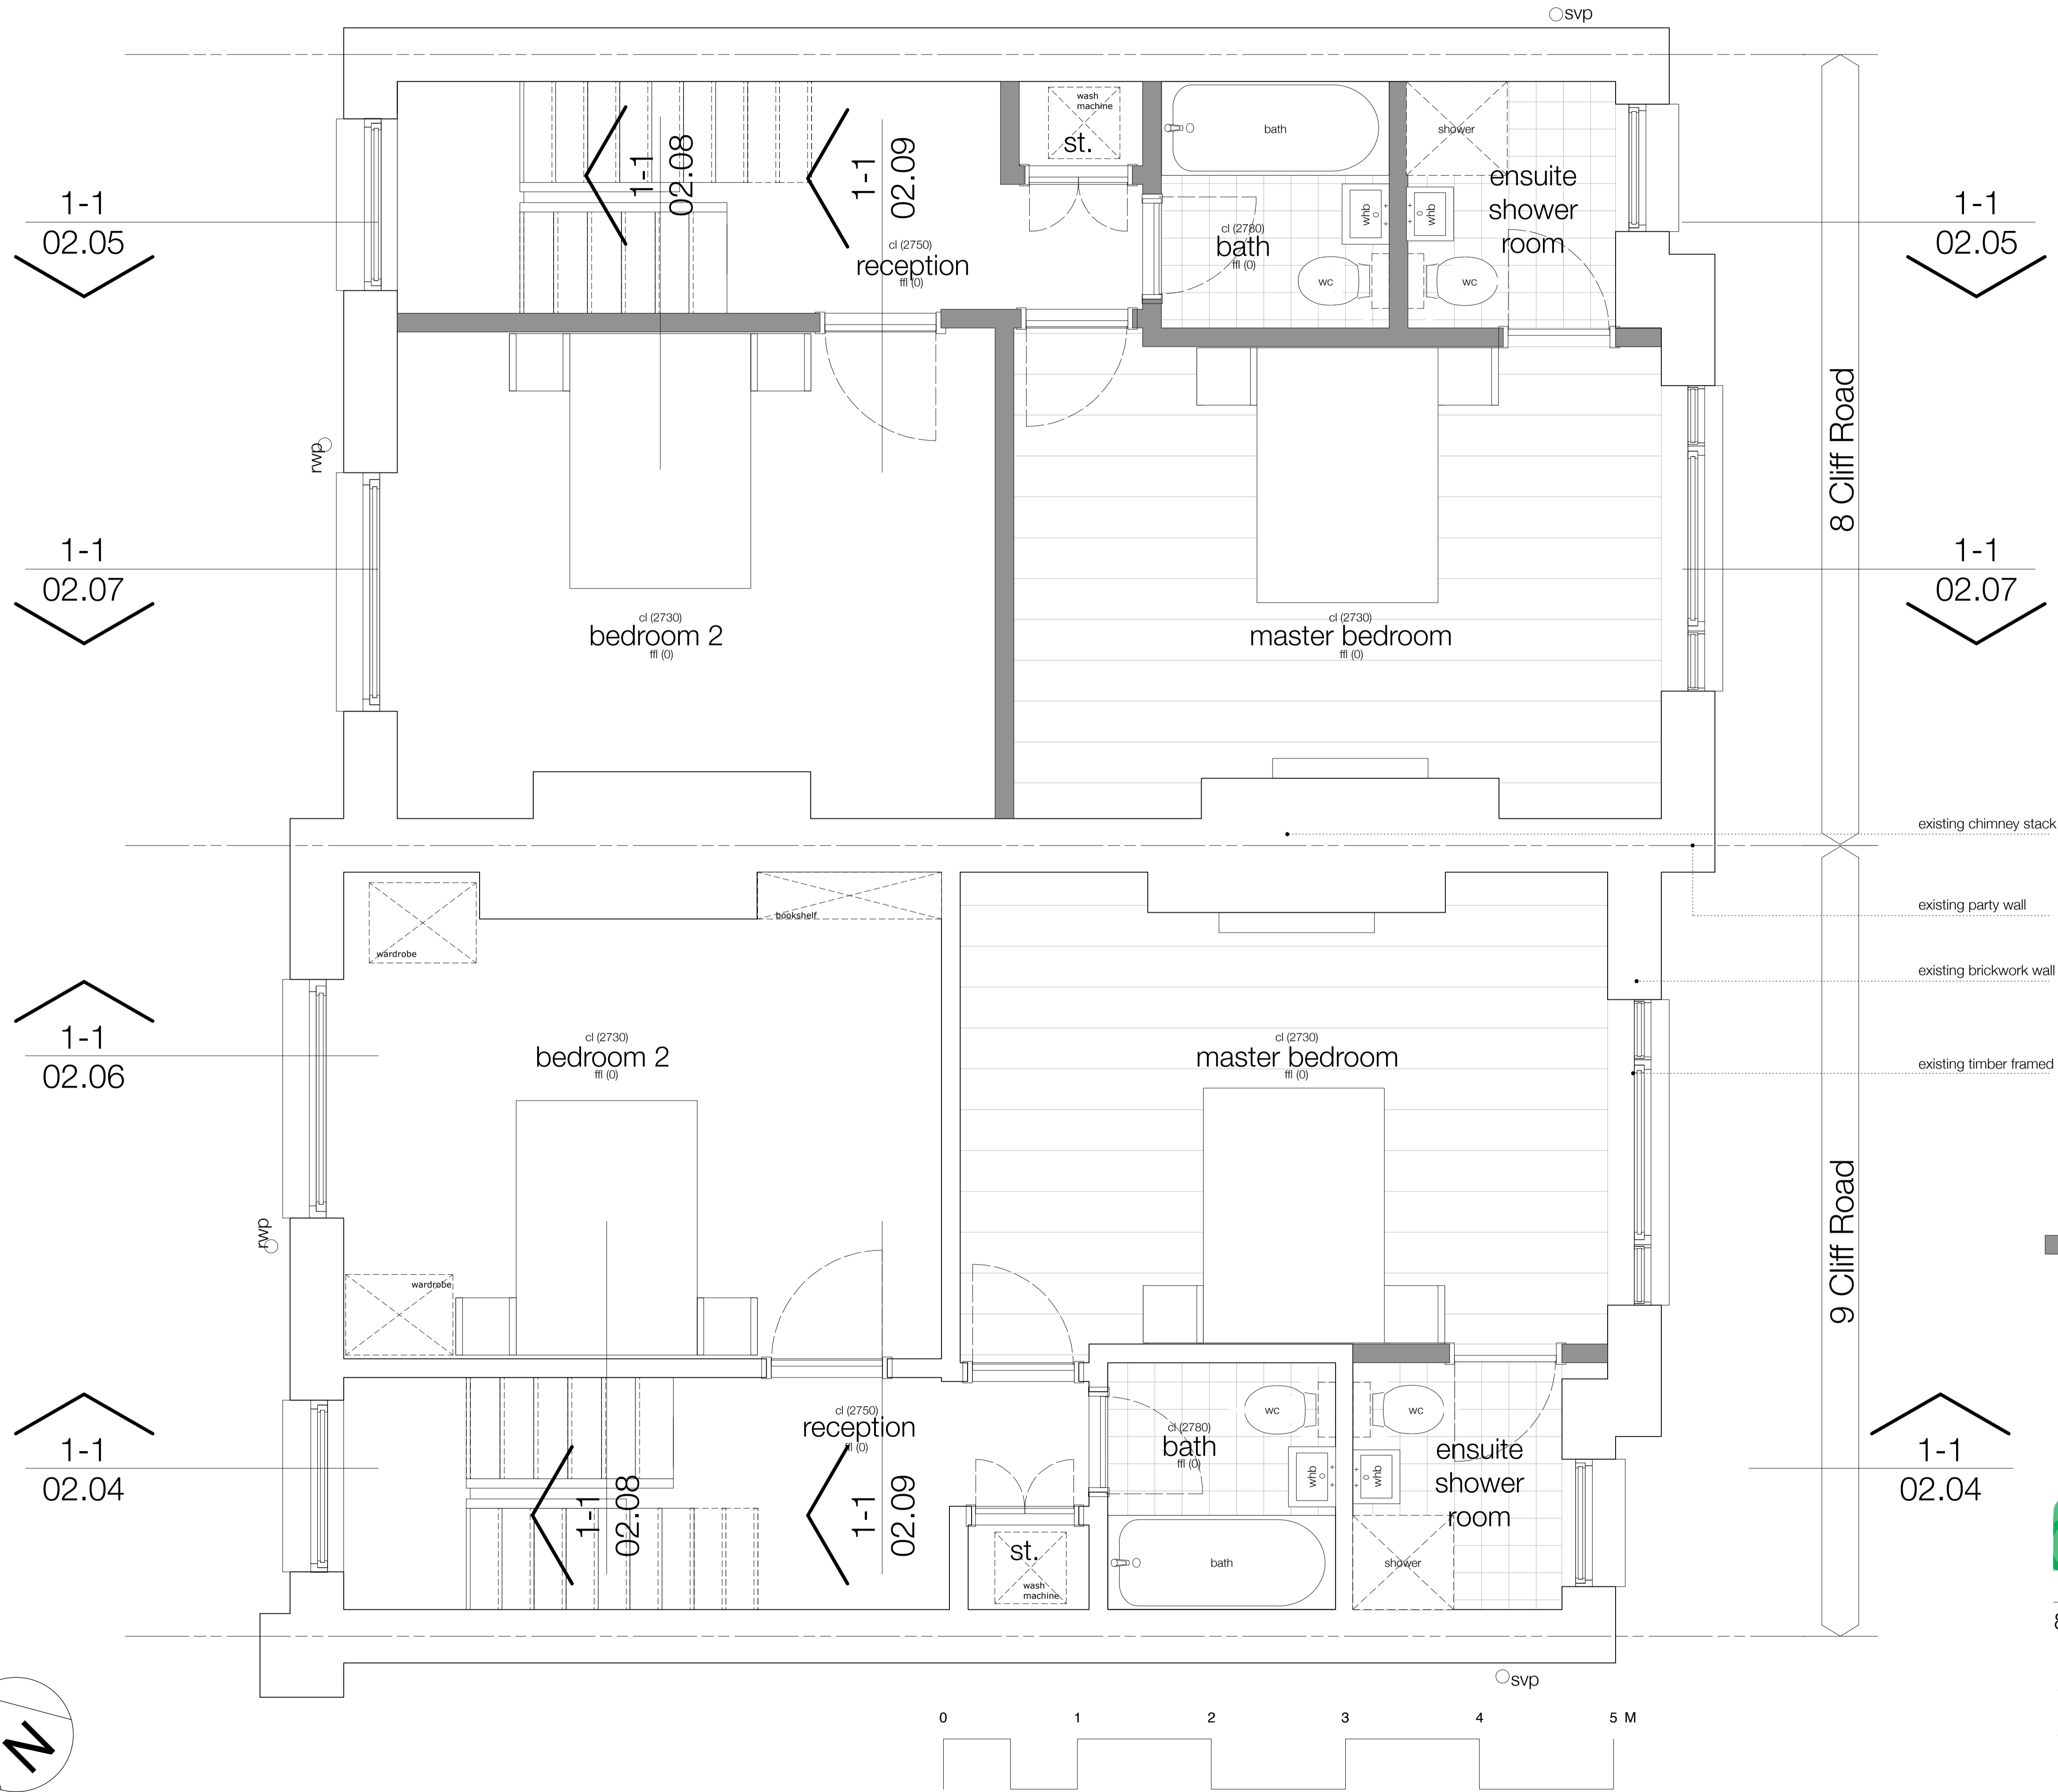 svp
wash
machine
st.
bath
shower
1-1
02.08
1-1
02.09
whb
whb
ensuite
shower
room
1-1
02.05
1-1
02.05
cl (2750)
reception
ffl (0)
cl (2780)
bath
ffl (0)
wc
wc
rwp
8 Cliff Road
1-1
02.07
1-1
02.07
cl (2730)
bedroom 2
ffl (0)
cl (2730)
master bedroom
ffl (0)
existing chimney stack
existing party wall
bookshelf
wardrobe
existing brickwork wall
1-1
02.06
cl (2730)
bedroom 2
ffl (0)
cl (2730)
master bedroom
ffl (0)
existing timber framed
rwp
wardrobe
9 Cliff Road
1-1
02.04
cl (2750)
reception
ffl (0)
cl (2780)
bath
ffl (0)
wc
wc
whb
whb
ensuite
shower
room
1-1
02.04
1-1
02.08
1-1
02.09
st.
wash
machine
bath
shower
svp
N
0 1 2 3 4 5 M